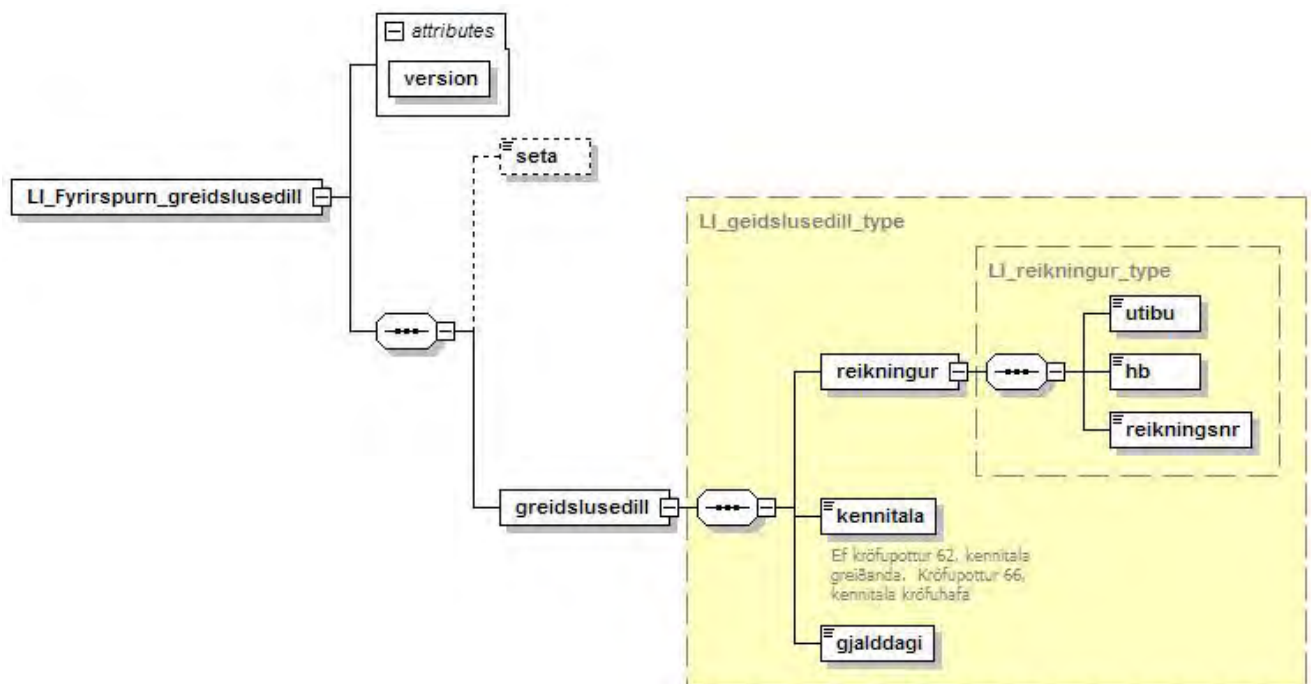 attributes
version
seta
LI_Fyrirspurn_greidslusedill
LI_geidslusedill_type
LI_reikningur_type
utibu
reikningur
hb
reikningsnr
greidslusedill
kennitala
Ef kröfupottur 62, kennitala
greiðanda. Kröfupottur 66,
kennitala kröfuhafa
gjalddagi